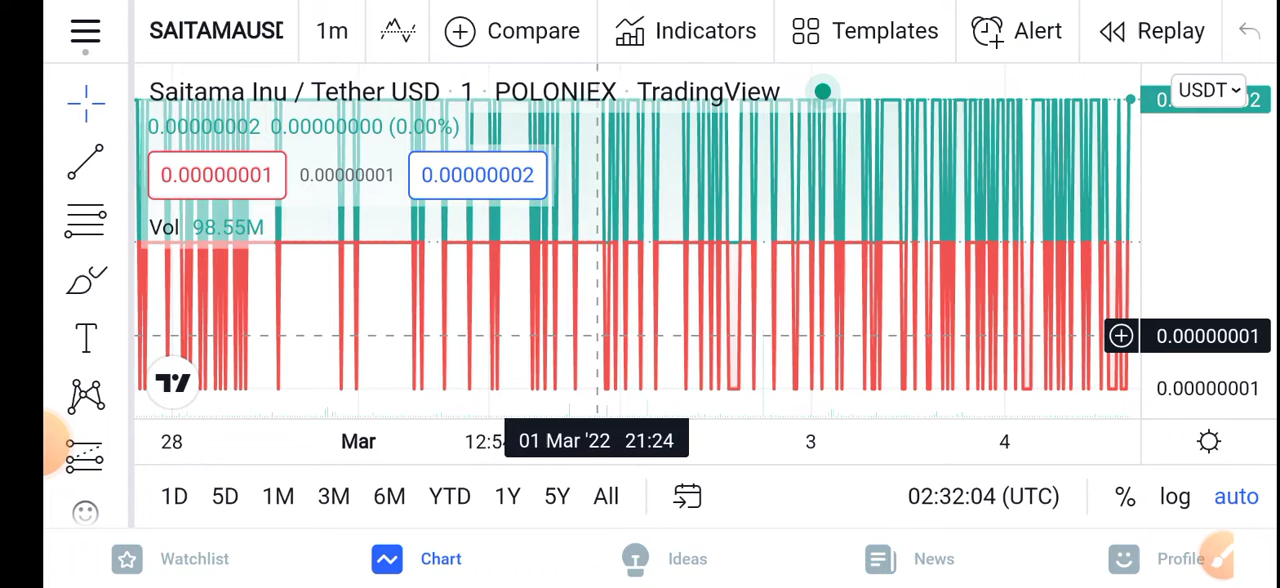 SAITAMAUSD 1m Compare Indicators Templates Alert Replay
Saitama Inu / Tether USD · 1 · POLONIEX · TradingView
USDT
0.00000002 0.00000000 (0.00%)
0.00000001 0.00000001 0.00000002
Vol 98.55M
0.00000001
0.00000001
28 Mar 12:54 01 Mar '22 21:24 3 4
1D 5D 1M 3M 6M YTD 1Y 5Y All 02:32:04 (UTC) % log auto
Watchlist Chart Ideas News Profile